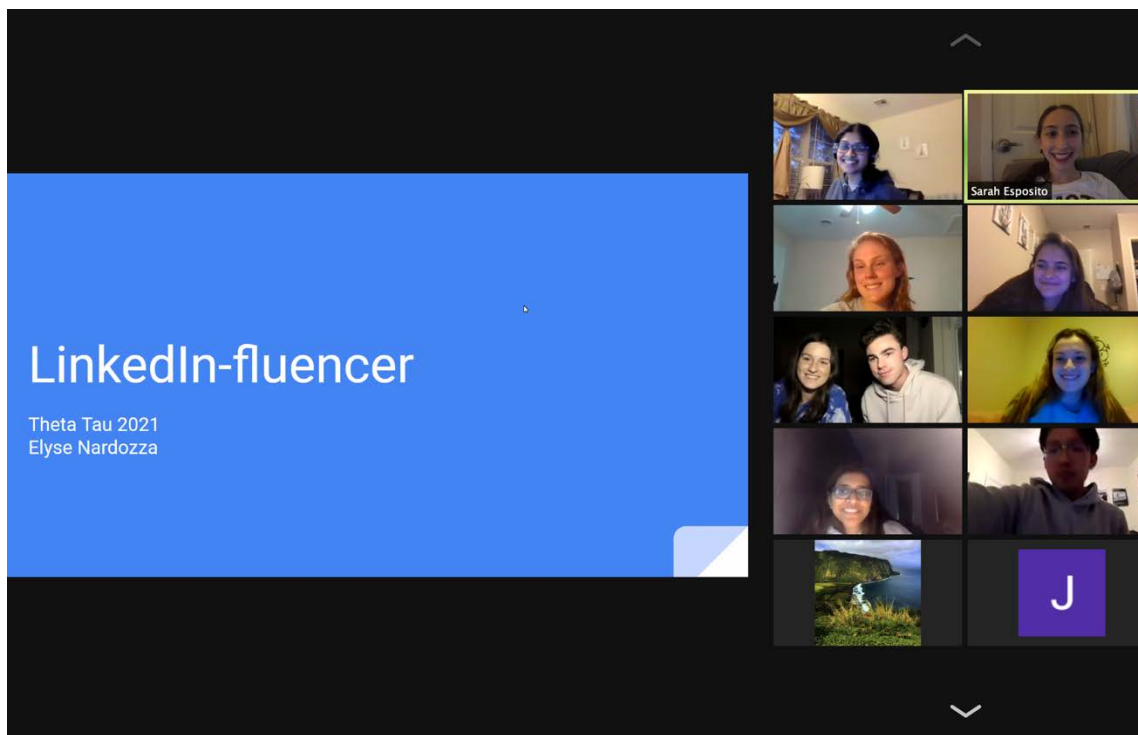 LinkedIn-fluencer
Theta Tau 2021
Elyse Nardozza
Sarah Esposito
J